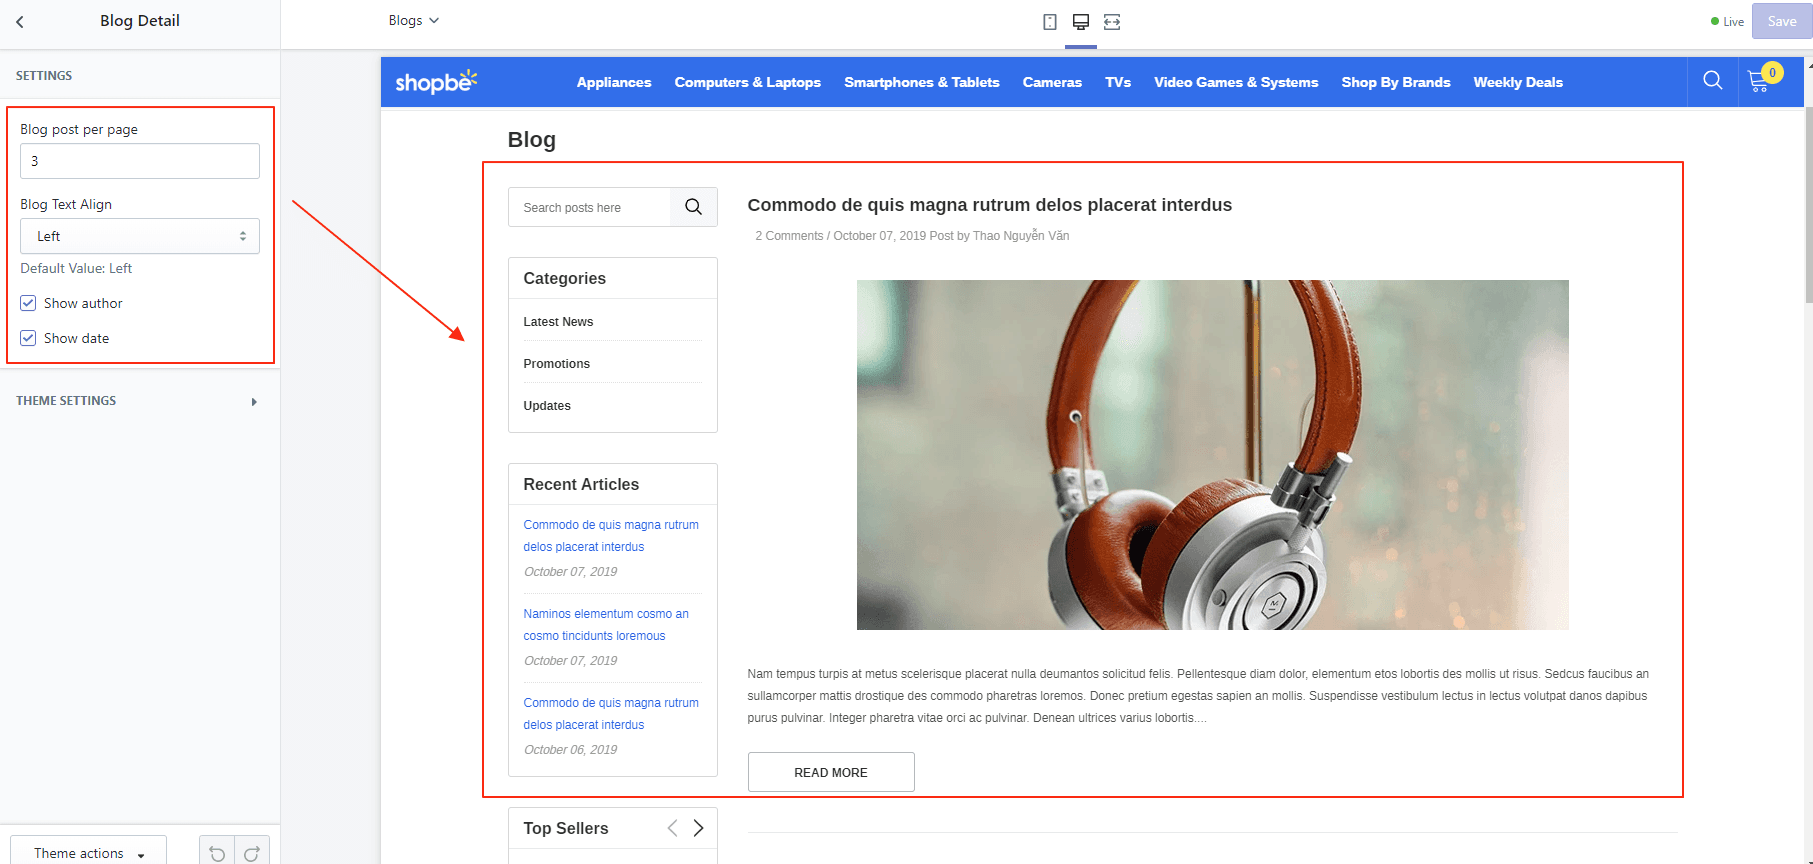 Blog Detail
Blogs
Live
Save
SETTINGS
Blog post per page
3
Blog Text Align
Left
Default Value: Left
Show author
Show date
THEME SETTINGS
Theme actions
shopbe
Appliances
Computers & Laptops
Smartphones & Tablets
Cameras
TVs
Video Games & Systems
Shop By Brands
Weekly Deals
0
Blog
Search posts here
Categories
Latest News
Promotions
Updates
Recent Articles
Commodo de quis magna rutrum
delos placerat interdus
October 07, 2019
Naminos elementum cosmo an
cosmo tincidunts loremous
October 07, 2019
Commodo de quis magna rutrum
delos placerat interdus
October 06, 2019
Top Sellers
Commodo de quis magna rutrum delos placerat interdus
2 Comments / October 07, 2019 Post by Thao Nguyễn Văn
Nam tempus turpis at metus scelerisque placerat nulla deumantos solicitud felis. Pellentesque diam dolor, elementum etos lobortis des mollis ut risus. Sedcus faucibus an
sullamcorper mattis drostique des commodo pharetras loremos. Donec pretium egestas sapien an mollis. Suspendisse vestibulum lectus in lectus volutpat danos dapibus
purus pulvinar. Integer pharetra vitae orci ac pulvinar. Denean ultrices varius lobortis....
READ MORE